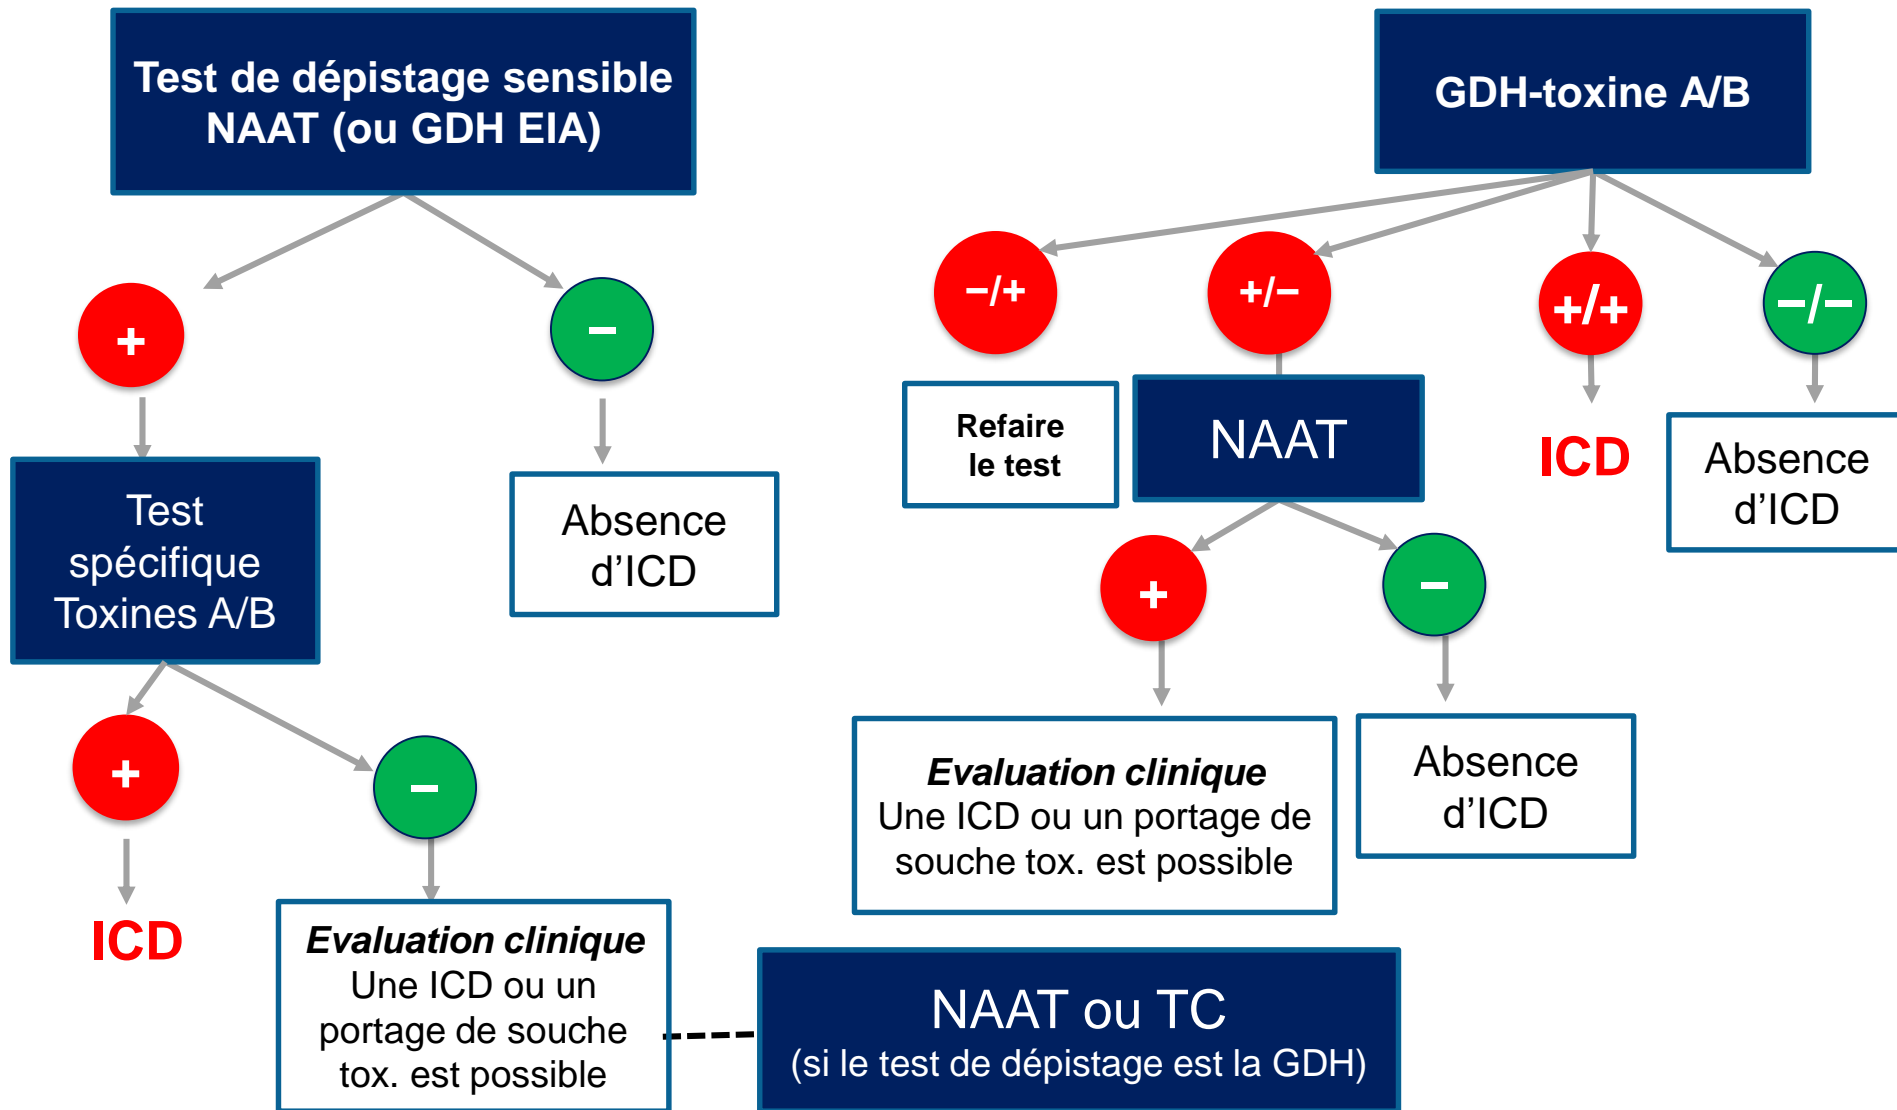 Test de dépistage sensible
NAAT (ou GDH EIA)
+
−
Test
spécifique
Toxines A/B
Absence
d’ICD
+
−
ICD
Evaluation clinique
Une ICD ou un
portage de souche
tox. est possible
NAAT ou TC
(si le test de dépistage est la GDH)
GDH-toxine A/B
−/+
+/−
+/+
−/−
Refaire
le test
NAAT
ICD
Absence
d’ICD
+
−
Evaluation clinique
Une ICD ou un portage de
souche tox. est possible
Absence
d’ICD